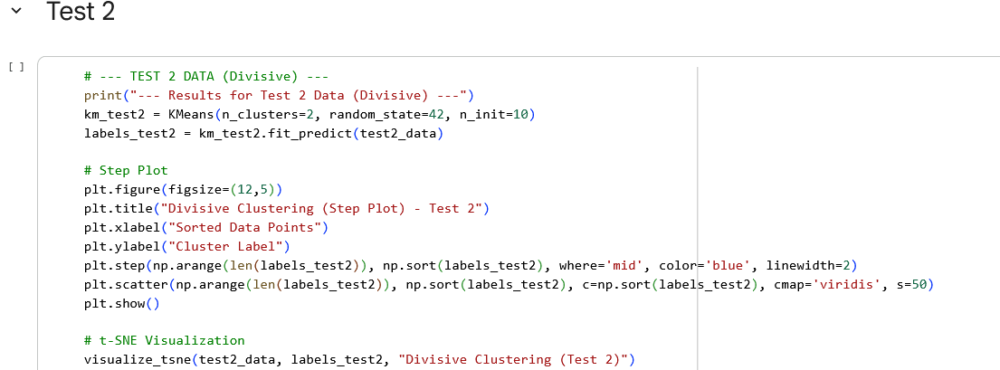 Test 2
[ ]
# --- TEST 2 DATA (Divisive) ---
print("--- Results for Test 2 Data (Divisive) ---")
km_test2 = KMeans(n_clusters=2, random_state=42, n_init=10)
labels_test2 = km_test2.fit_predict(test2_data)
# Step Plot
plt.figure(figsize=(12,5))
plt.title("Divisive Clustering (Step Plot) - Test 2")
plt.xlabel("Sorted Data Points")
plt.ylabel("Cluster Label")
plt.step(np.arange(len(labels_test2)), np.sort(labels_test2), where='mid', color='blue', linewidth=2)
plt.scatter(np.arange(len(labels_test2)), np.sort(labels_test2), c=np.sort(labels_test2), cmap='viridis', s=50)
plt.show()
# t-SNE Visualization
visualize_tsne(test2_data, labels_test2, "Divisive Clustering (Test 2)")